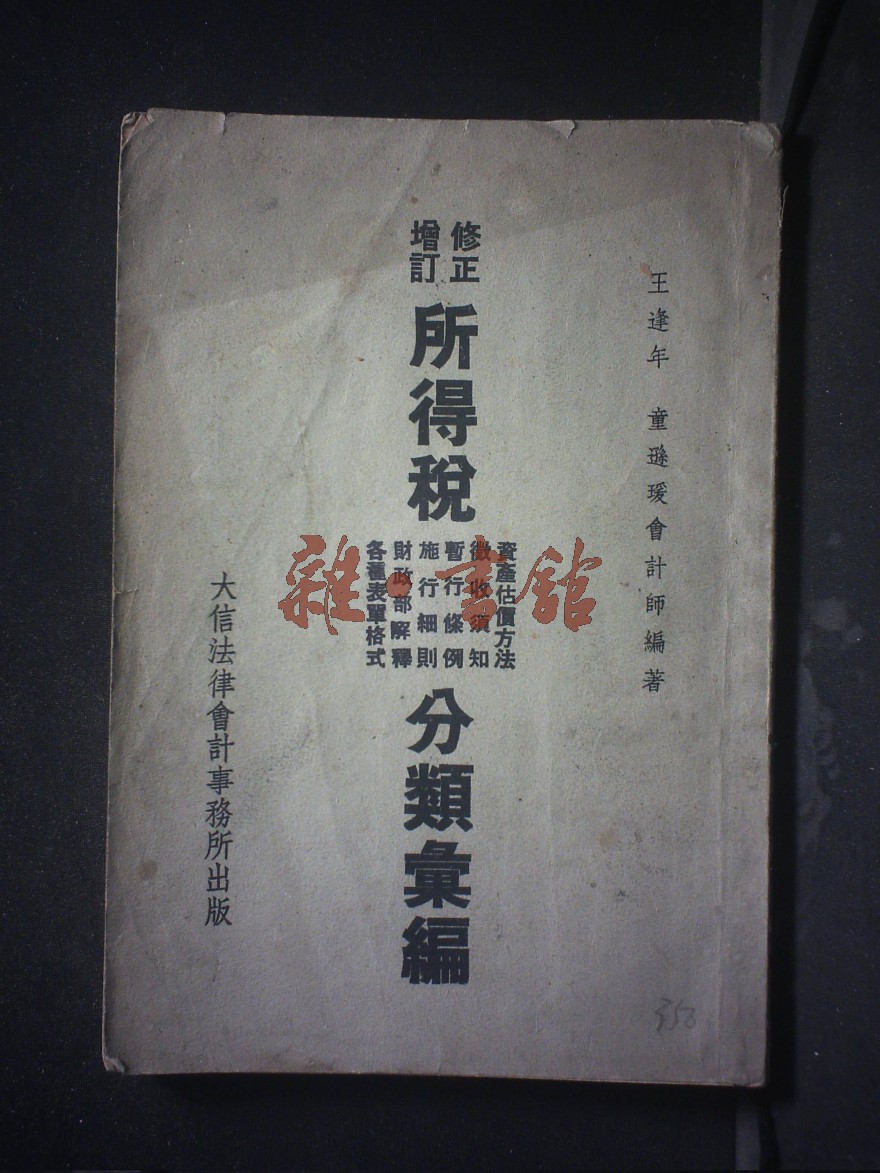 王逢年 童遜瑗會計師編著
修正
增訂
所得稅
資產估價方法
徵收須知
暫行條例
施行細則
財政部解釋
各種表單格式
分類彙編
大信法律會計事務所出版
雜·書館
358